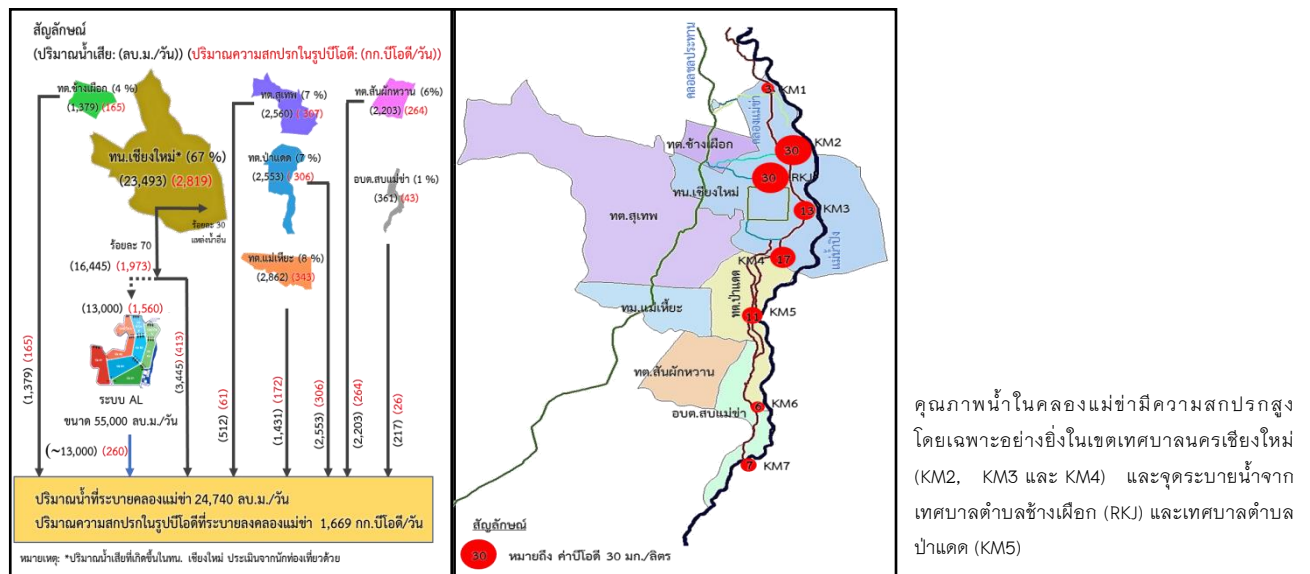 สัญลักษณ์
(ปริมาณน้ำเสีย: (ลบ.ม./วัน)) (ปริมาณความสกปรกในรูปบีโอดี: (กก.บีโอดี/วัน))
ทต.ช้างเผือก (4 %)
(1,379) (165)
ทน.เชียงใหม่* (67 %)
(23,493) (2,819)
ร้อยละ 30
แหล่งน้ำอื่น
ร้อยละ 70
(16,445) (1,973)
(13,000) (1,560)
ระบบ AL
ขนาด 55,000 ลบ.ม./วัน
(~13,000) (260)
(1,379) (165)
(3,445) (413)
ทต.สุเทพ (7 %)
(2,560) (307)
ทต.ป่าแดด (7 %)
(2,553) (306)
ทต.แม่เหียะ (8 %)
(2,862) (343)
ทต.สันผักหวาน (6%)
(2,203) (264)
อบต.สบแม่ข่า (1 %)
(361) (43)
(512) (61)
(1,431) (172)
(2,553) (306)
(2,203) (264)
(217) (26)
ปริมาณน้ำที่ระบายคลองแม่ข่า 24,740 ลบ.ม./วัน
ปริมาณความสกปรกในรูปบีโอดีที่ระบายลงคลองแม่ข่า 1,669 กก.บีโอดี/วัน
หมายเหตุ: *ปริมาณน้ำเสียที่เกิดขึ้นในทน. เชียงใหม่ ประเมินจากนักท่องเที่ยวด้วย
คลอลชลประทาน
คลองแม่ข่า
แม่น้ำปิง
3 KM1
30 KM2
30 RKJ
13 KM3
17 KM4
11 KM5
6 KM6
7 KM7
ทต.ช้างเผือก
ทน.เชียงใหม่
ทต.สุเทพ
ทต.ป่าแดด
ทม.แม่เหี้ยะ
ทต.สันผักหวาน
อบต.สบแม่ข่า
สัญลักษณ์
30 หมายถึง ค่าบีโอดี 30 มก./ลิตร
คุณภาพน้ำในคลองแม่ข่ามีความสกปรกสูง
โดยเฉพาะอย่างยิ่งในเขตเทศบาลนครเชียงใหม่
(KM2, KM3 และ KM4) และจุดระบายน้ำจาก
เทศบาลตำบลช้างเผือก (RKJ) และเทศบาลตำบล
ป่าแดด (KM5)